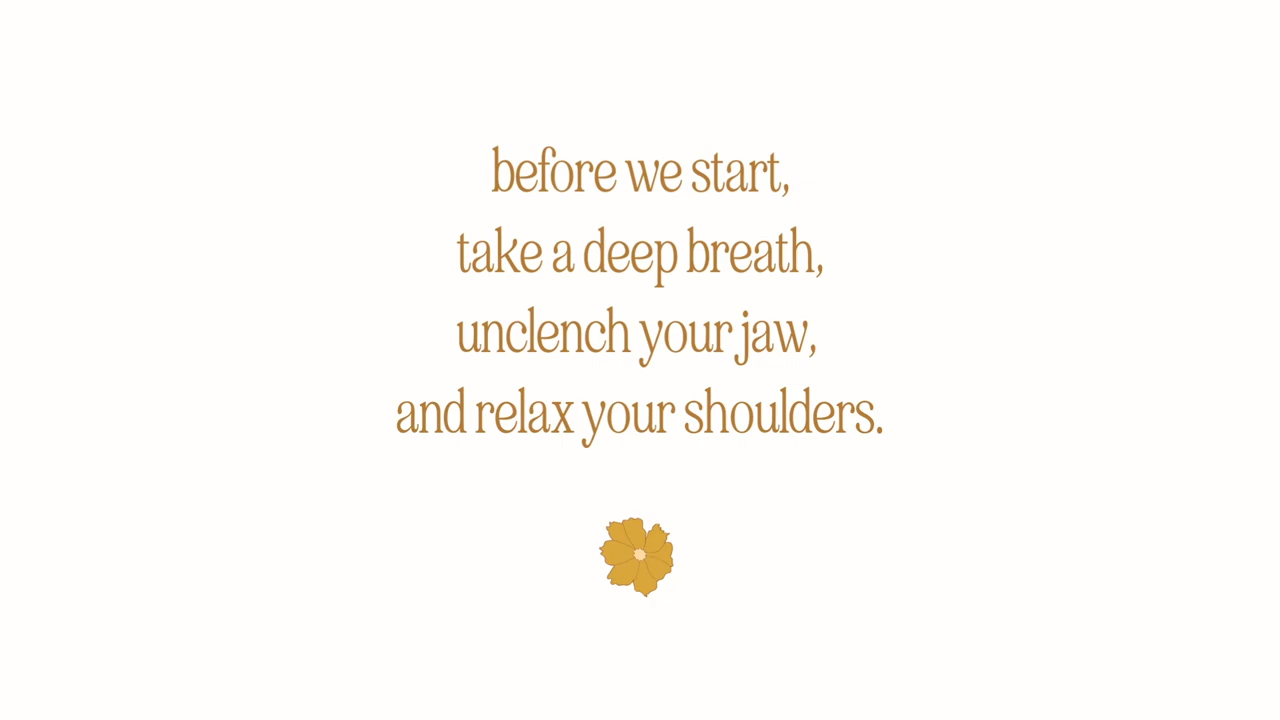 before we start,
take a deep breath,
unclench your jaw,
and relax your shoulders.